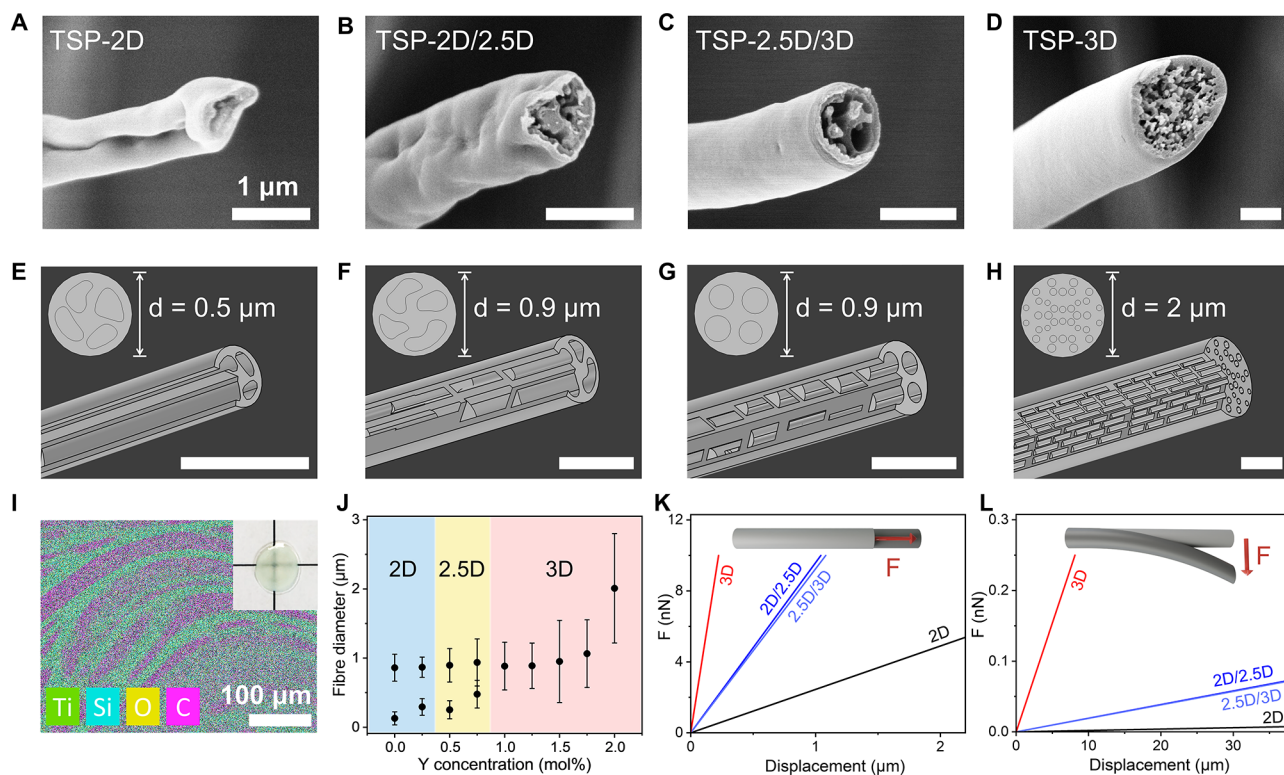 A
TSP-2D
1 µm
B
TSP-2D/2.5D
C
TSP-2.5D/3D
D
TSP-3D
E
d = 0.5 µm
F
d = 0.9 µm
G
d = 0.9 µm
H
d = 2 µm
I
Ti Si O C
100 µm
J
3
2
1
0
Fibre diameter (µm)
2D 2.5D 3D
0.0 0.5 1.0 1.5 2.0
Y concentration (mol%)
K
12
8
4
0
F (nN)
F
3D
2D/2.5D
2.5D/3D
2D
0 1 2
Displacement (µm)
L
0.3
0.2
0.1
0.0
F (nN)
F
3D
2D/2.5D
2.5D/3D
2D
0 10 20 30
Displacement (µm)